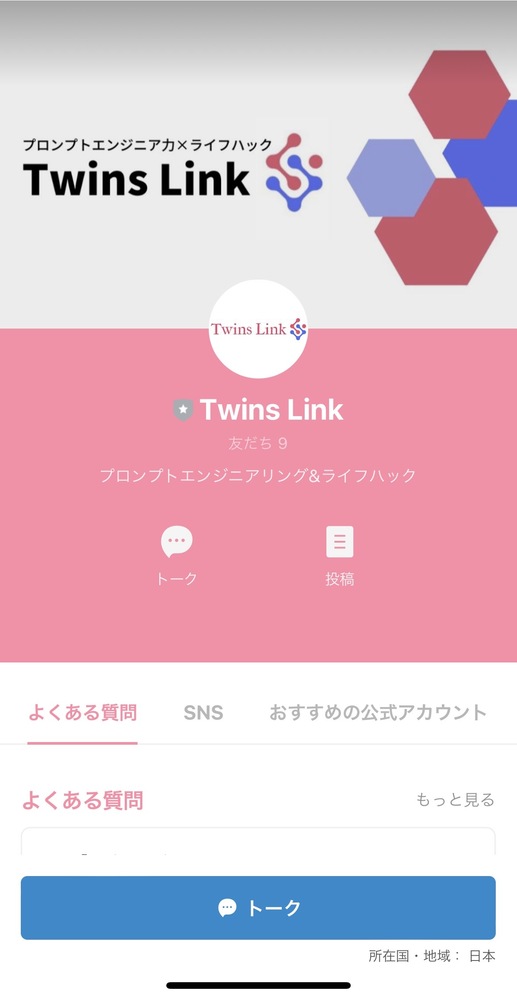 プロンプトエンジニア力×ライフハック
Twins Link
Twins Link
Twins Link
友だち 9
プロンプトエンジニアリング&ライフハック
トーク
投稿
よくある質問
SNS
おすすめの公式アカウント
よくある質問
もっと見る
トーク
所在国・地域： 日本